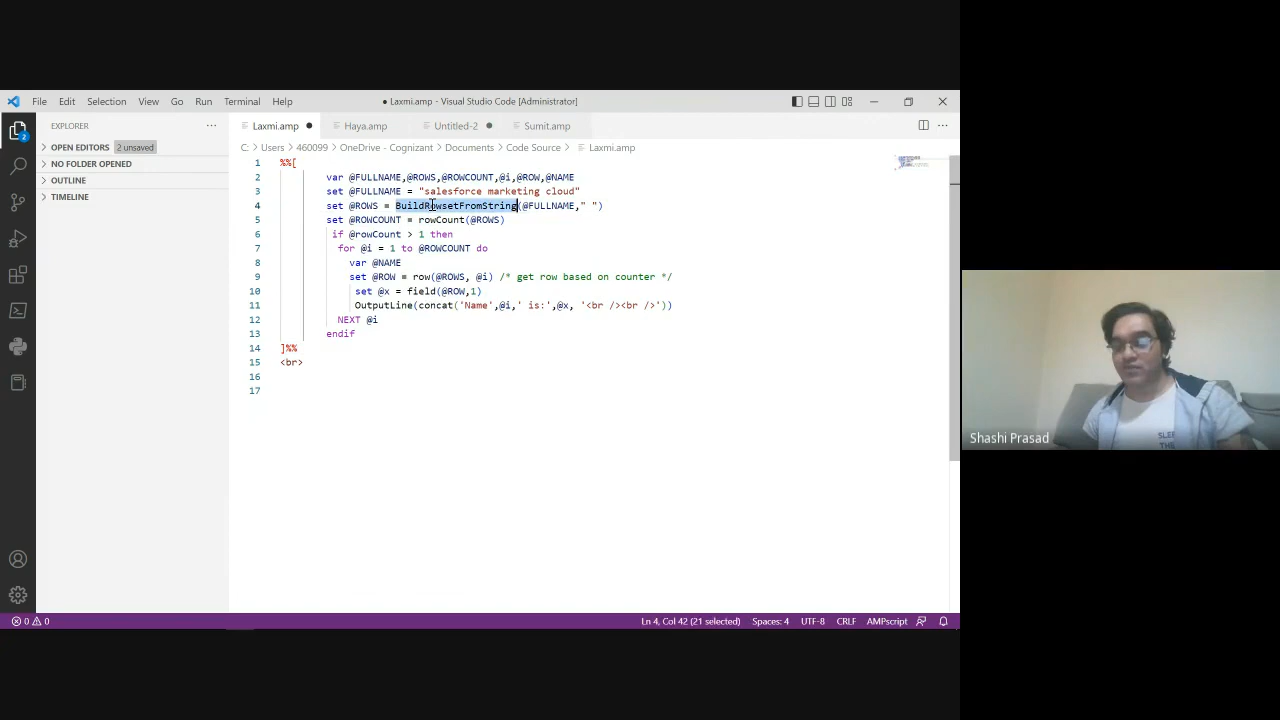 File Edit Selection View Go Run Terminal Help
● Laxmi.amp - Visual Studio Code [Administrator]
EXPLORER
OPEN EDITORS 2 unsaved
NO FOLDER OPENED
OUTLINE
TIMELINE
2
Laxmi.amp Haya.amp Untitled-2 Sumit.amp
C: > Users > 460099 > OneDrive - Cognizant > Documents > Code Source > Laxmi.amp
1 %%[
2 var @FULLNAME,@ROWS,@ROWCOUNT,@i,@ROW,@NAME
3 set @FULLNAME = "salesforce marketing cloud"
4 set @ROWS = BuildRowsetFromString(@FULLNAME," ")
5 set @ROWCOUNT = rowCount(@ROWS)
6 if @rowCount > 1 then
7 for @i = 1 to @ROWCOUNT do
8 var @NAME
9 set @ROW = row(@ROWS, @i) /* get row based on counter */
10 set @x = field(@ROW,1)
11 OutputLine(concat('Name',@i,' is:',@x, '<br /><br />'))
12 NEXT @i
13 endif
14 ]%%
15 <br>
16
17
0 0
Ln 4, Col 42 (21 selected) Spaces: 4 UTF-8 CRLF AMPscript
Shashi Prasad
SLEE
THE